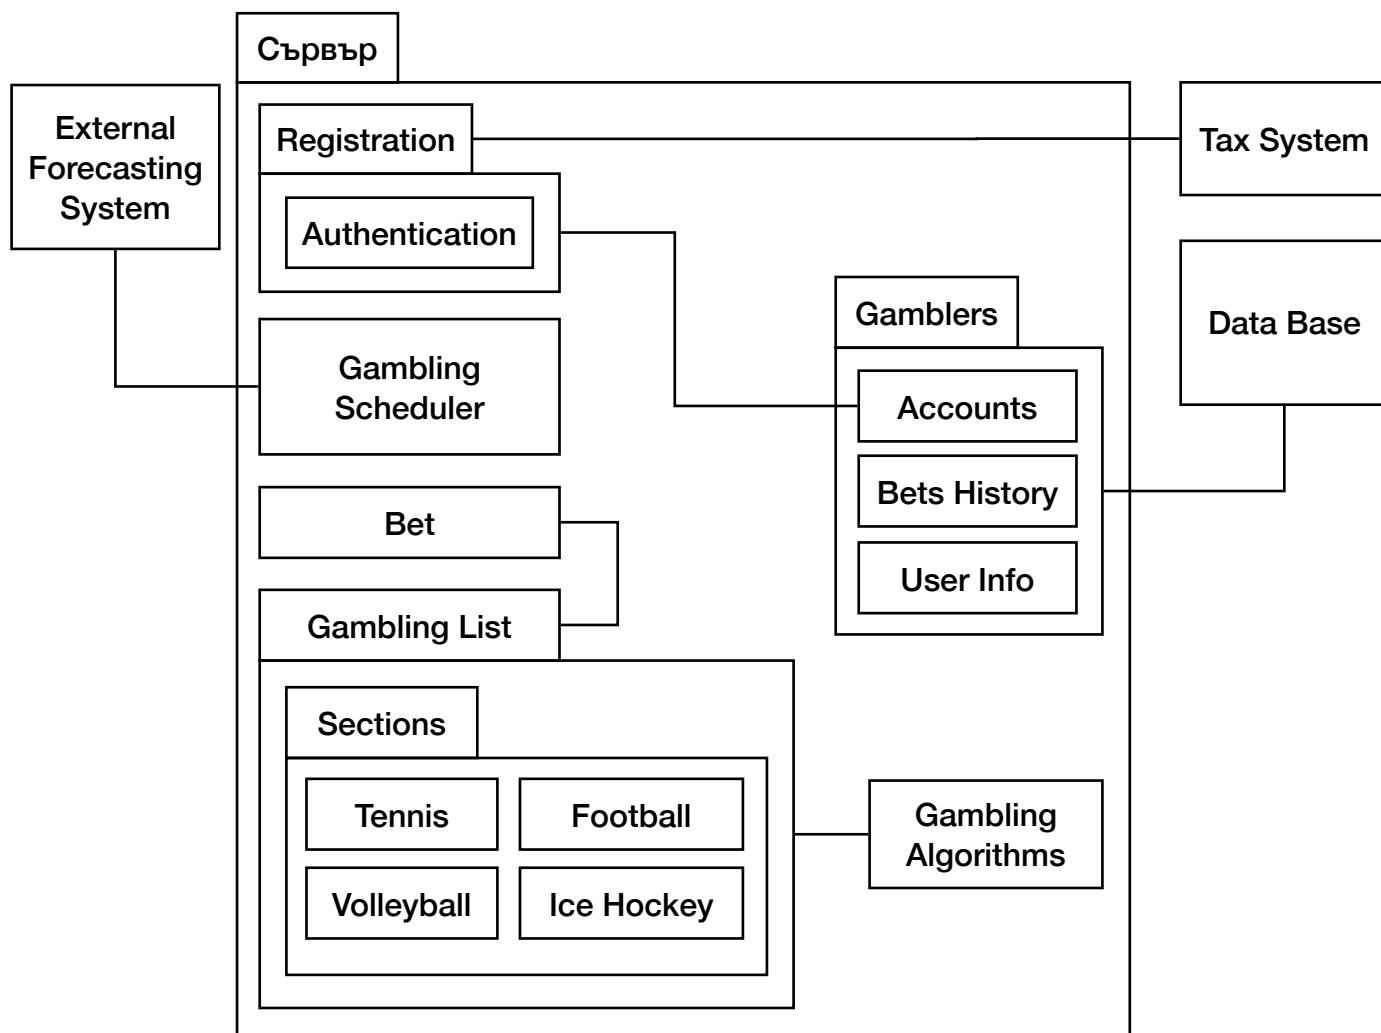 Сървър
External
Forecasting
System
Registration
Tax System
Authentication
Gamblers
Data Base
Gambling
Scheduler
Accounts
Bets History
Bet
User Info
Gambling List
Sections
Tennis
Football
Gambling
Algorithms
Volleyball
Ice Hockey